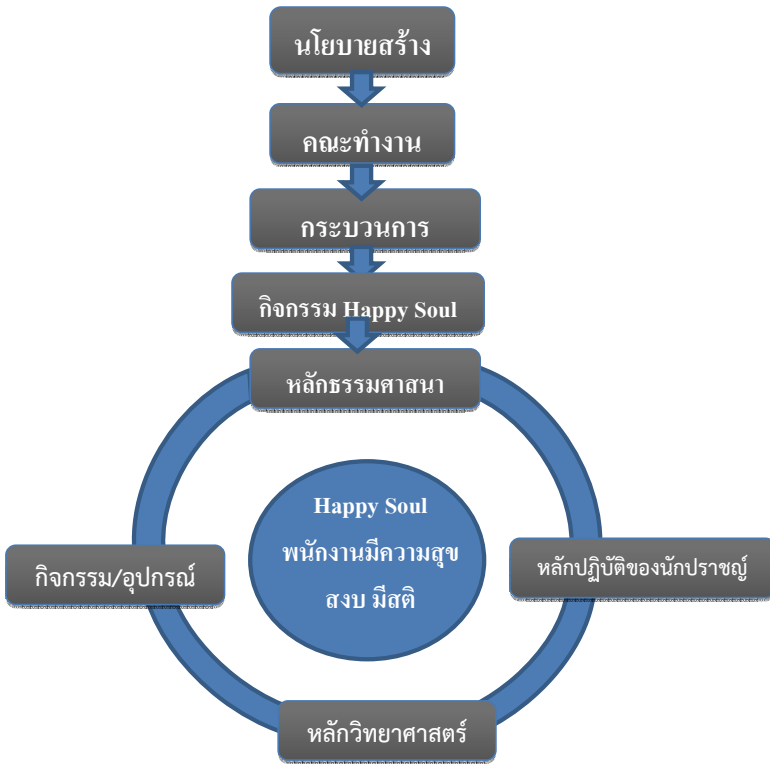 นโยบายสร้าง
คณะทำงาน
กระบวนการ
กิจกรรม Happy Soul
หลักธรรมศาสนา
Happy Soul
พนักงานมีความสุข
สงบ มีสติ
กิจกรรม/อุปกรณ์
หลักปฏิบัติของนักปราชญ์
หลักวิทยาศาสตร์